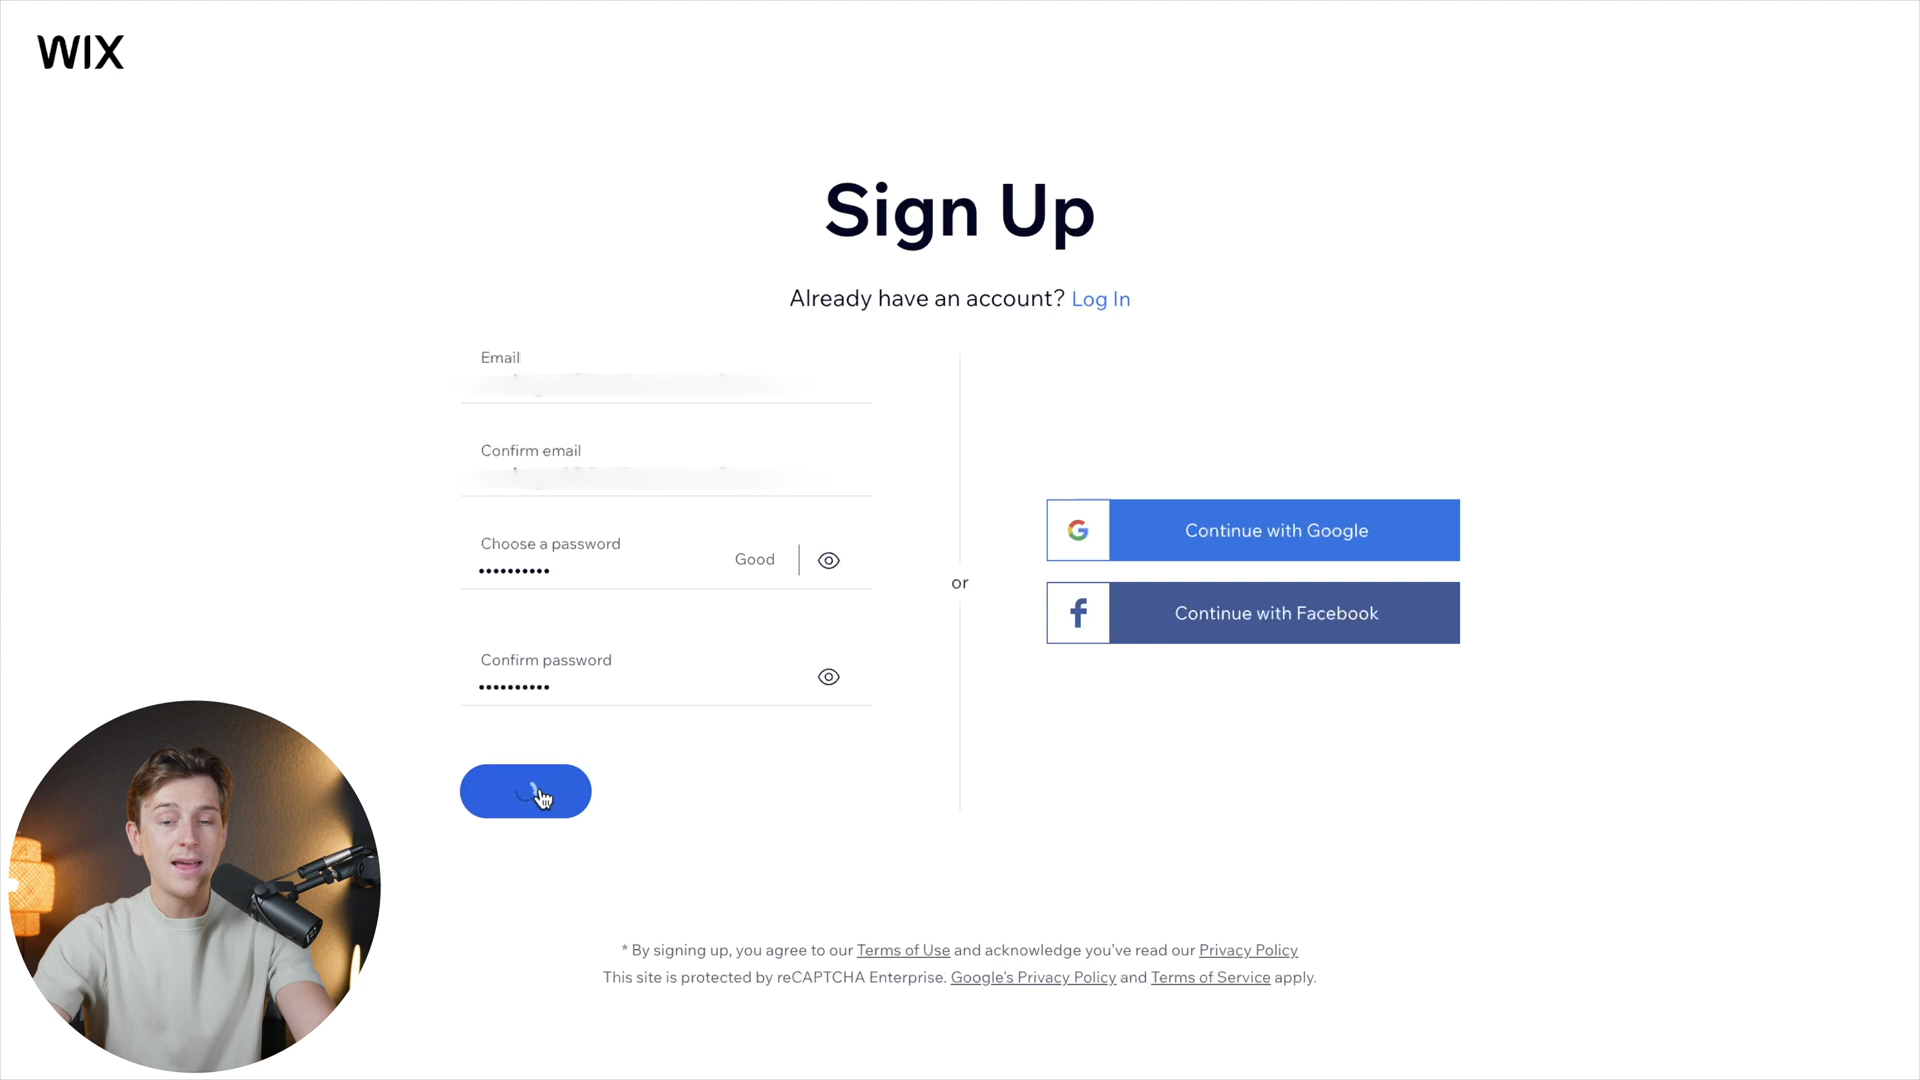 WIX
Sign Up
Already have an account? Log In
Email
Confirm email
Choose a password
Good
Confirm password
or
Continue with Google
Continue with Facebook
* By signing up, you agree to our Terms of Use and acknowledge you've read our Privacy Policy
This site is protected by reCAPTCHA Enterprise. Google's Privacy Policy and Terms of Service apply.